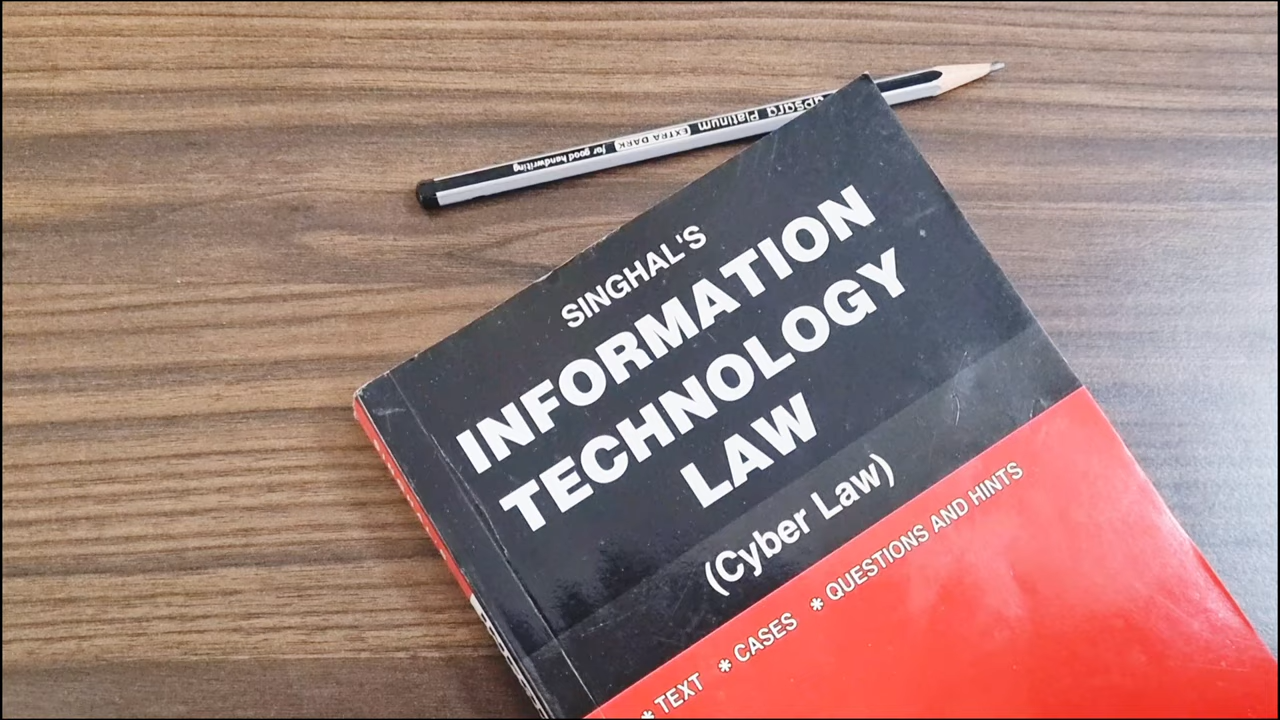 apsara Platinum EXTRA DARK for good handwriting
SINGHAL'S
INFORMATION
TECHNOLOGY
LAW
(Cyber Law)
* TEXT * CASES * QUESTIONS AND HINTS